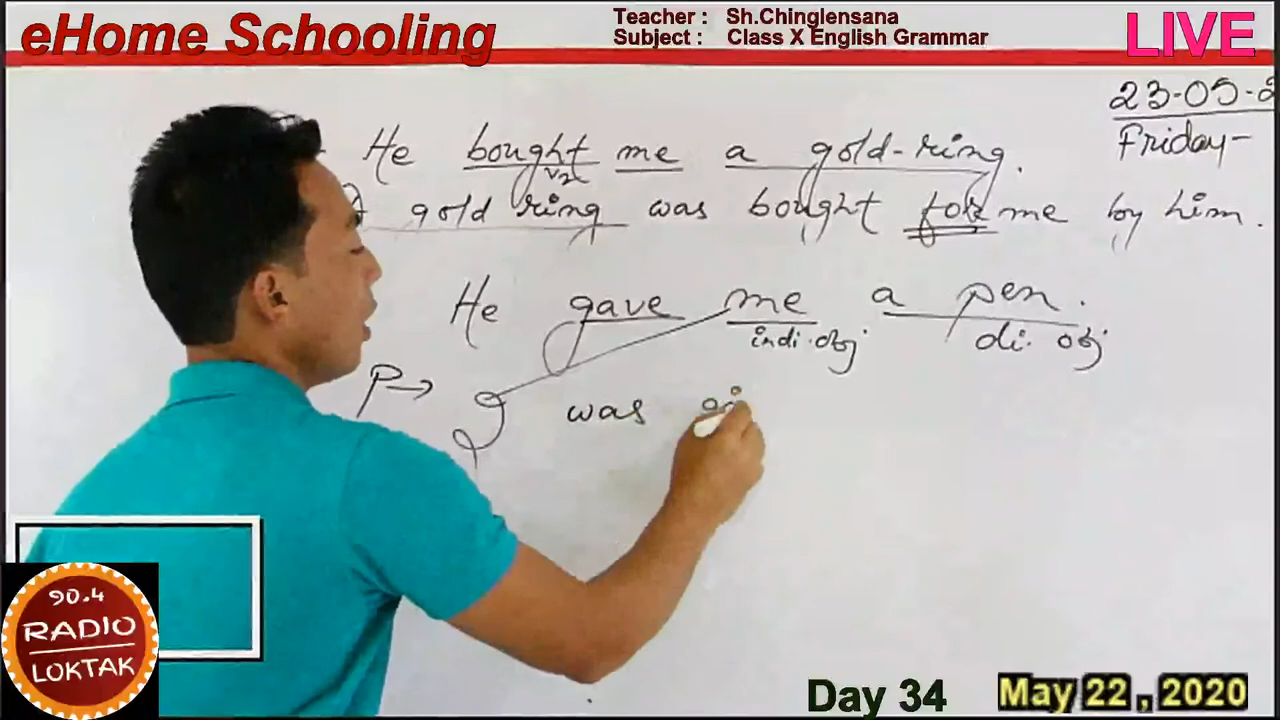 eHome Schooling
Teacher : Sh.Chinglensana
Subject : Class X English Grammar
LIVE
23-05-2
Friday-
He bought me a gold-ring.
V2
gold ring was bought for me by him.
He gave me a pen.
indi. obj di. obj
P→ I was gi
90.4
RADIO
LOKTAK
Day 34
May 22 , 2020